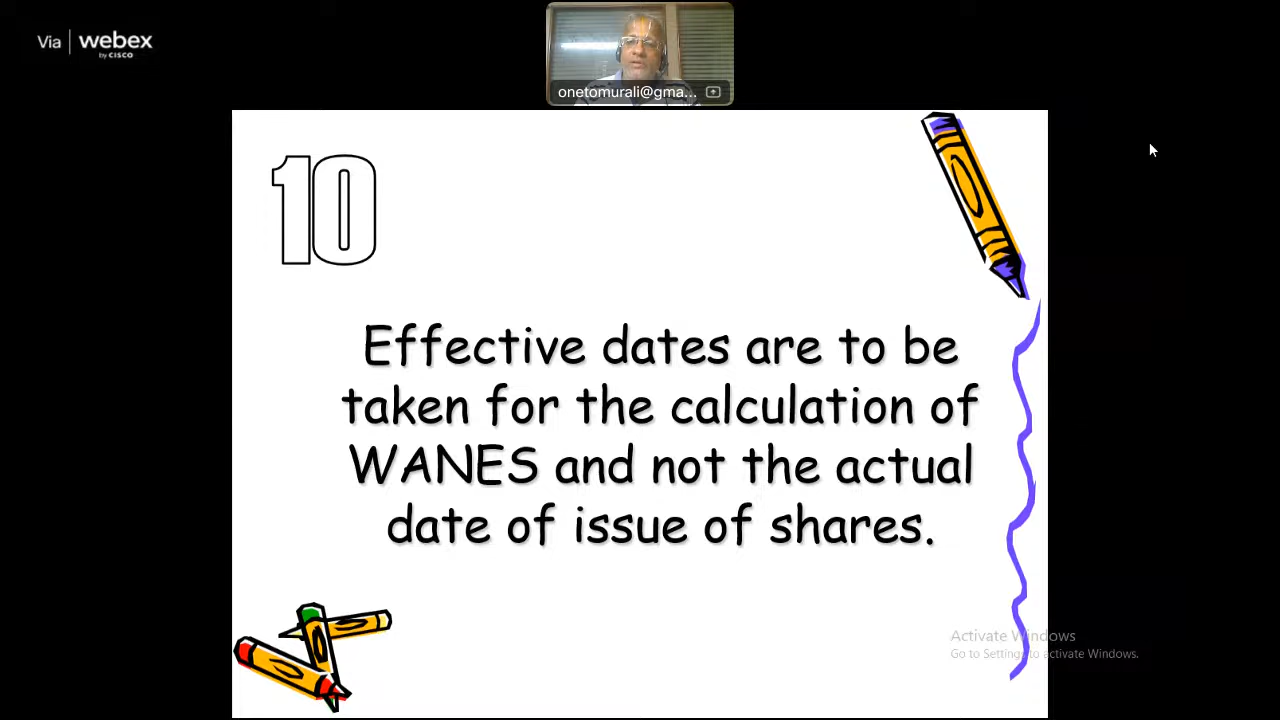 Via webex
by CISCO
onetomurali@gma...
10
Effective dates are to be
taken for the calculation of
WANES and not the actual
date of issue of shares.
Activate Windows
Go to Settings to activate Windows.